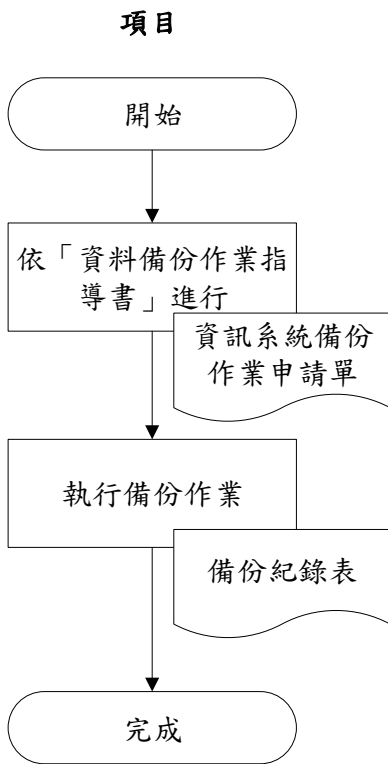 項目
開始
依「資料備份作業指
導書」進行
資訊系統備份
作業申請單
執行備份作業
備份紀錄表
完成